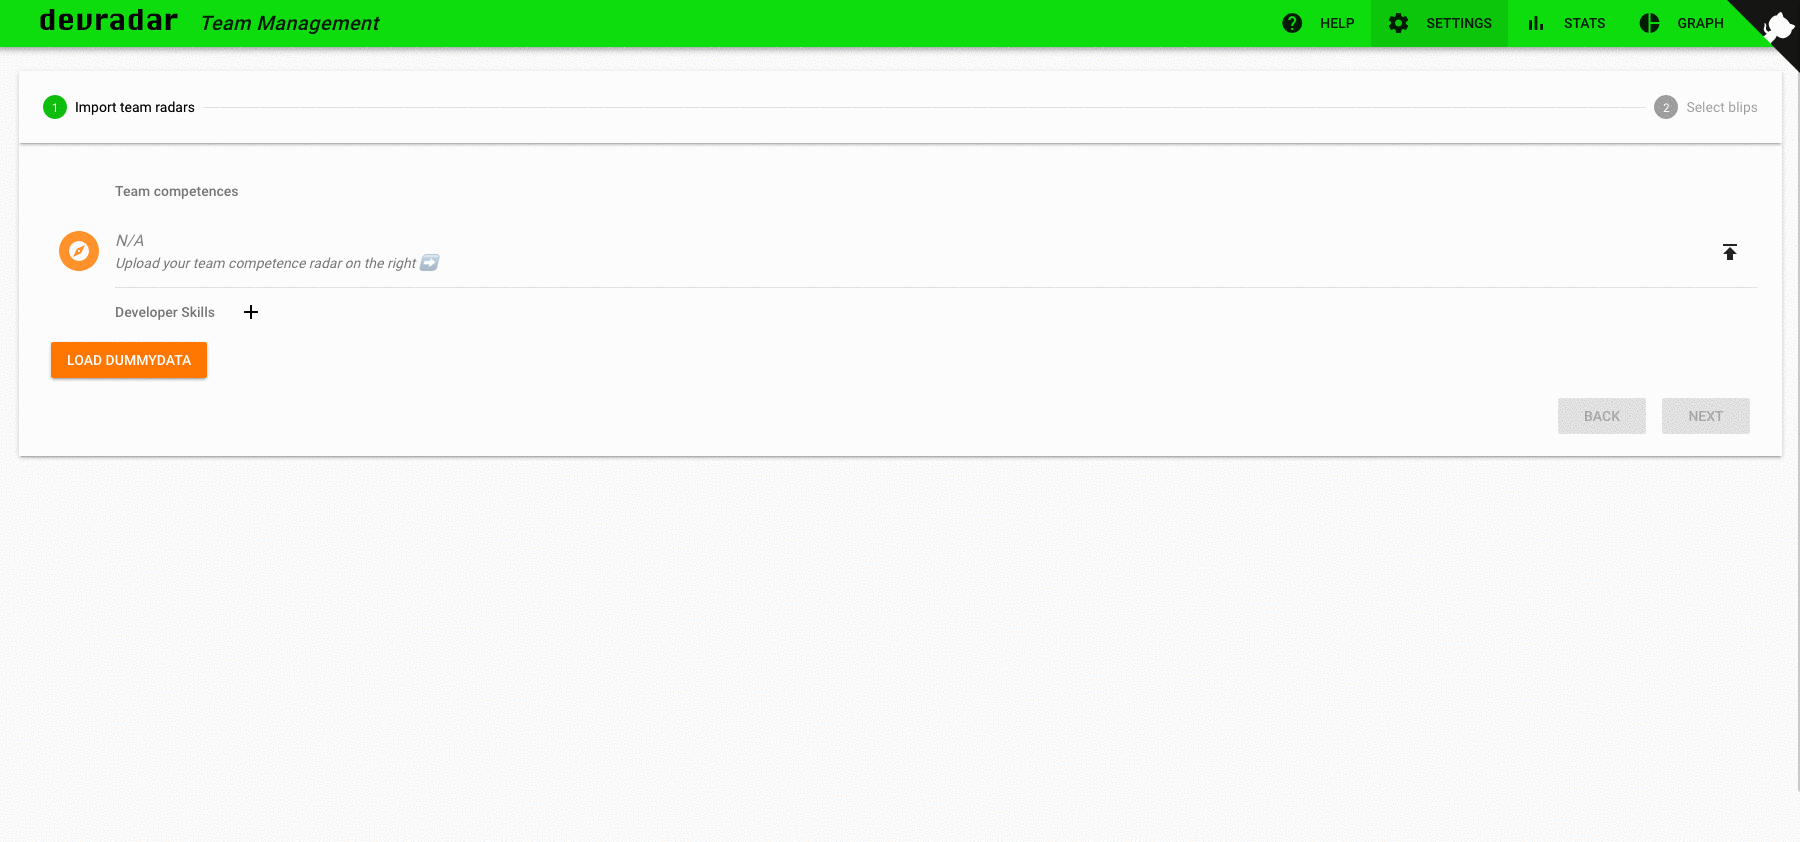 devradar Team Management HELP SETTINGS STATS GRAPH
1 Import team radars 2 Select blips
Team competences
N/A
Upload your team competence radar on the right ➡️
Developer Skills +
LOAD DUMMYDATA
BACK NEXT